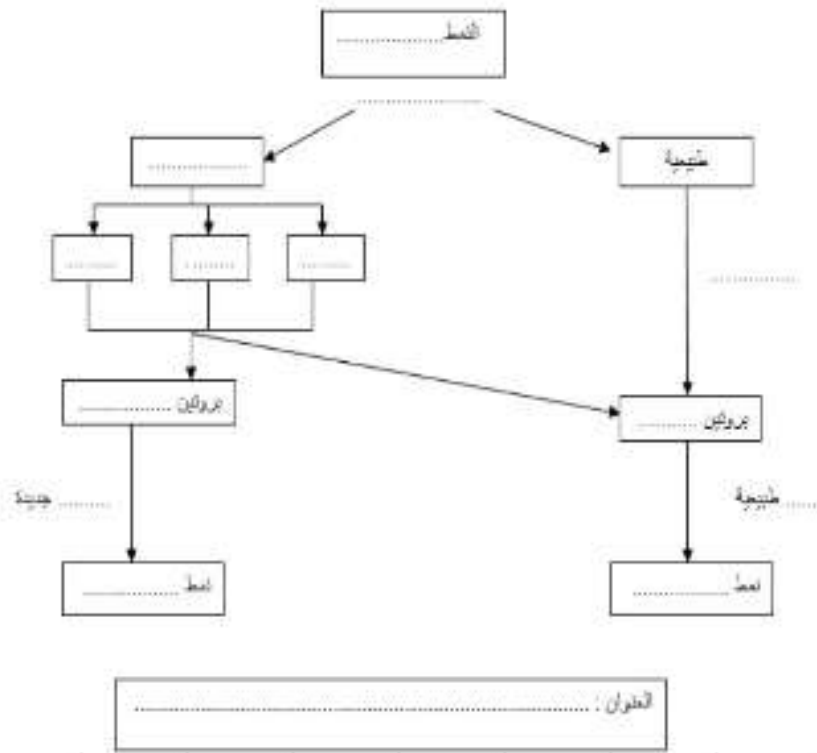 النمط ....................
........................
.................... طبيعية
......... ......... .........
................
بروتين ................
بروتين ..........
......... جديدة
...... طبيعية
نمط .................
نمط .................
العنوان : ................................................................................